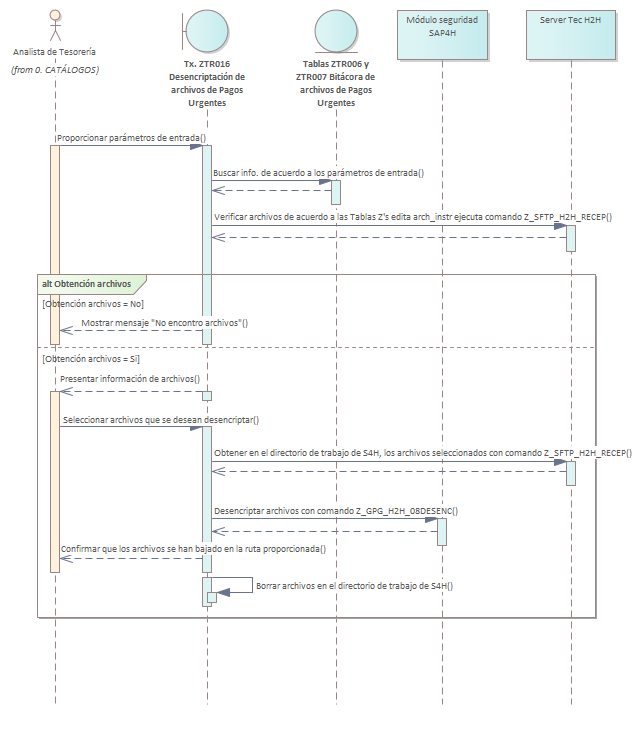 Analista de Tesorería
(from 0. CATÁLOGOS)
Tx. ZTR016
Desencriptación de
archivos de Pagos
Urgentes
Tablas ZTR006 y
ZTR007 Bitácora de
archivos de Pagos
Urgentes
Módulo seguridad
SAP4H
Server Tec H2H
Proporcionar parámetros de entrada()
Buscar info. de acuerdo a los parámetros de entrada()
Verificar archivos de acuerdo a las Tablas Z's edita arch_instr ejecuta comando Z_SFTP_H2H_RECEP()
alt Obtención archivos
[Obtención archivos = No]
Mostrar mensaje "No encontro archivos"()
[Obtención archivos = Si]
Presentar información de archivos()
Seleccionar archivos que se desean desencriptar()
Obtener en el directorio de trabajo de S4H, los archivos seleccionados con comando Z_SFTP_H2H_RECEP()
Desencriptar archivos con comando Z_GPG_H2H_08DESENC()
Confirmar que los archivos se han bajado en la ruta proporcionada()
Borrar archivos en el directorio de trabajo de S4H()